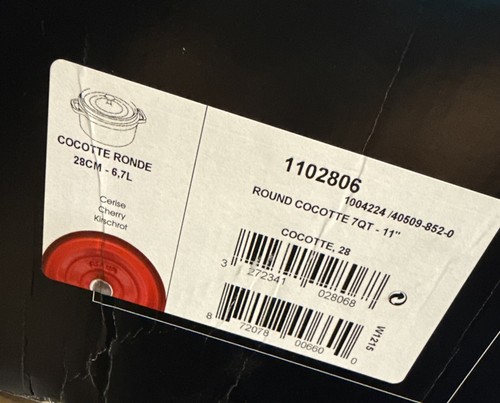 COCOTTE RONDE
28CM - 6,7L
Cerise
Cherry
Kirschrot
1102806
1004224 /40509-852-0
ROUND COCOTTE 7QT - 11"
COCOTTE, 28
3 272341 028068
8 72078 00660 0
W1215